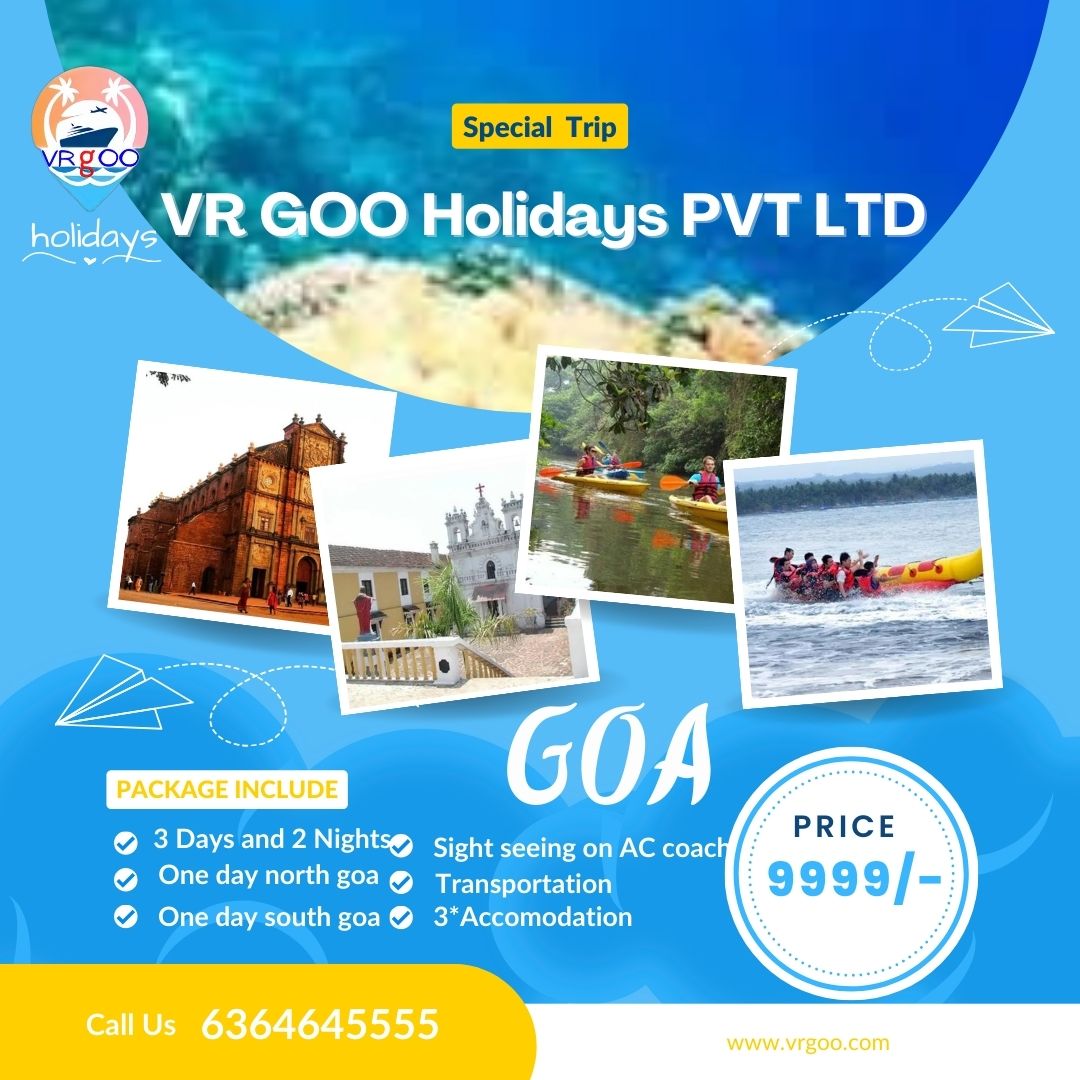 Special Trip
VRgOO
holidays
VR GOO Holidays PVT LTD
GOA
PACKAGE INCLUDE
3 Days and 2 Nights
One day north goa
One day south goa
Sight seeing on AC coach
Transportation
3*Accomodation
PRICE
9999/-
Call Us 6364645555
www.vrgoo.com